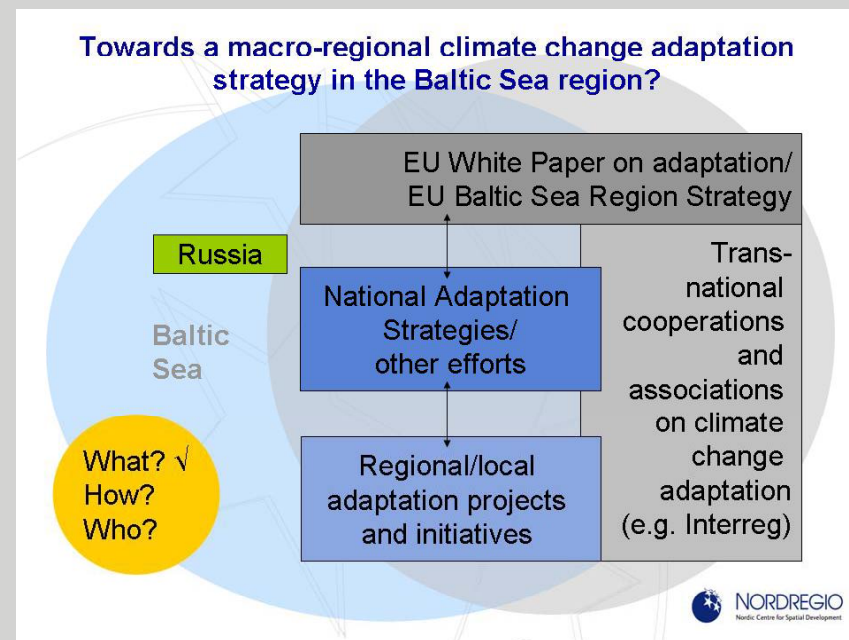 Towards a macro-regional climate change adaptation
strategy in the Baltic Sea region?
EU White Paper on adaptation/
EU Baltic Sea Region Strategy
Russia
National Adaptation
Strategies/
other efforts
Trans-
national
cooperations
and
associations
on climate
change
adaptation
(e.g. Interreg)
Baltic
Sea
What? √
How?
Who?
Regional/local
adaptation projects
and initiatives
NORDREGIO
Nordic Centre for Spatial Development